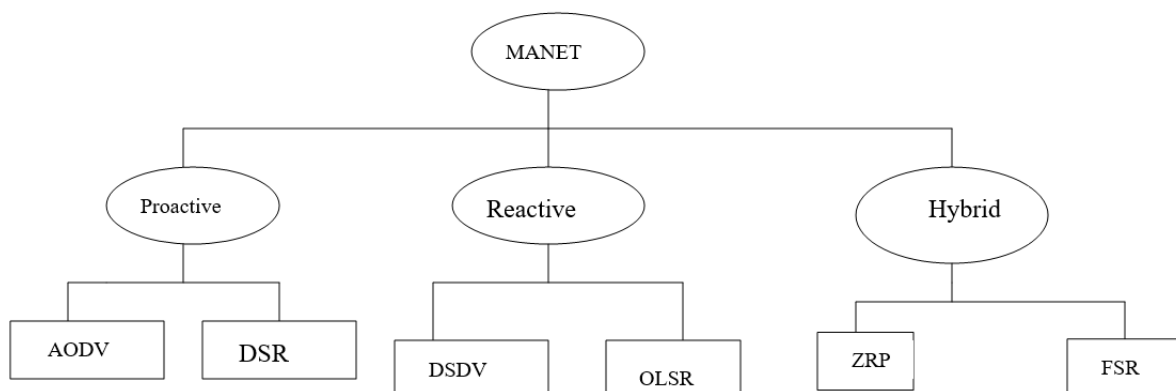 MANET
Proactive
Reactive
Hybrid
AODV
DSR
DSDV
OLSR
ZRP
FSR